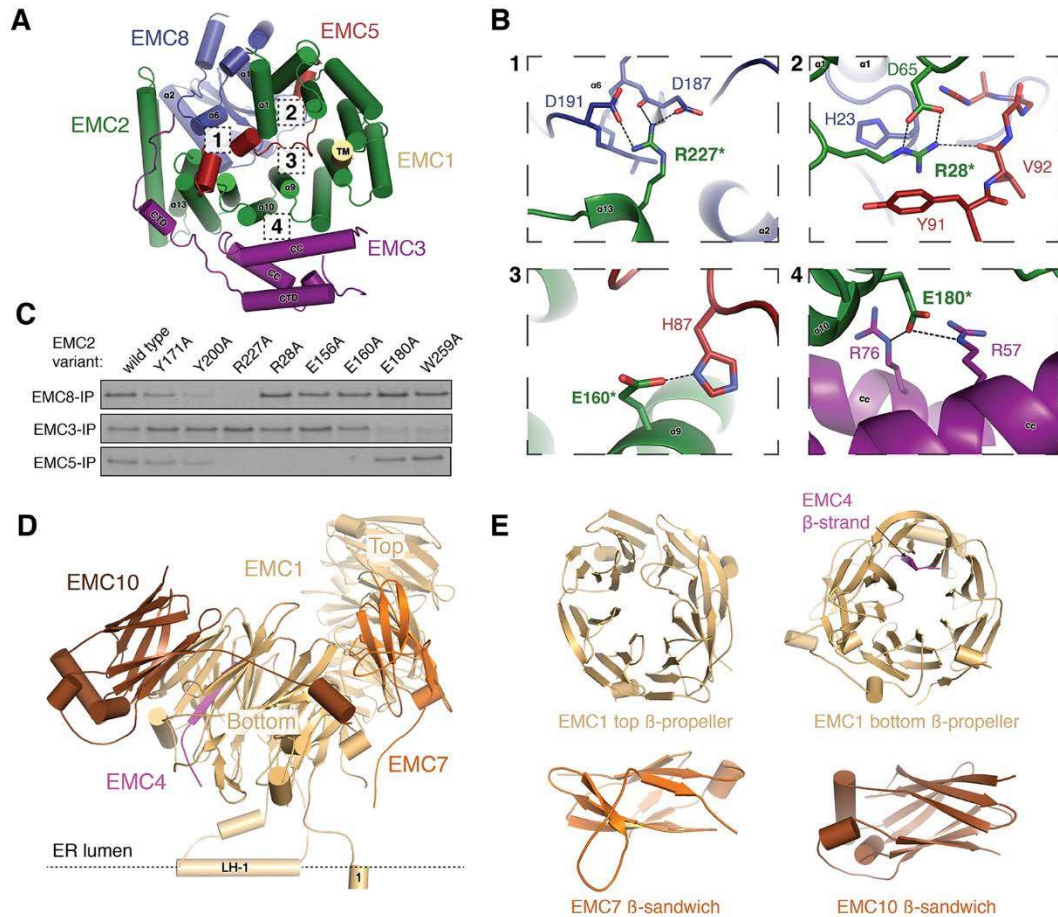 A
EMC8
EMC5
EMC2
EMC1
EMC3
α2
α1
α1
α6
1
2
3
TM
α9
α13
α10
4
CTD
CC
CC
CTD
B
1
α6
D191
D187
R227*
α13
α2
2
α1
α1
D65
H23
R28*
V92
Y91
3
H87
E160*
α9
4
α10
E180*
R76
R57
CC
CC
C
EMC2
variant:
wild type
Y171A
Y200A
R227A
R28A
E156A
E160A
E180A
W259A
EMC8-IP
EMC3-IP
EMC5-IP
D
Top
EMC1
EMC10
Bottom
EMC4
EMC7
ER lumen
LH-1
1
E
EMC4
β-strand
EMC1 top β-propeller
EMC1 bottom β-propeller
EMC7 β-sandwich
EMC10 β-sandwich